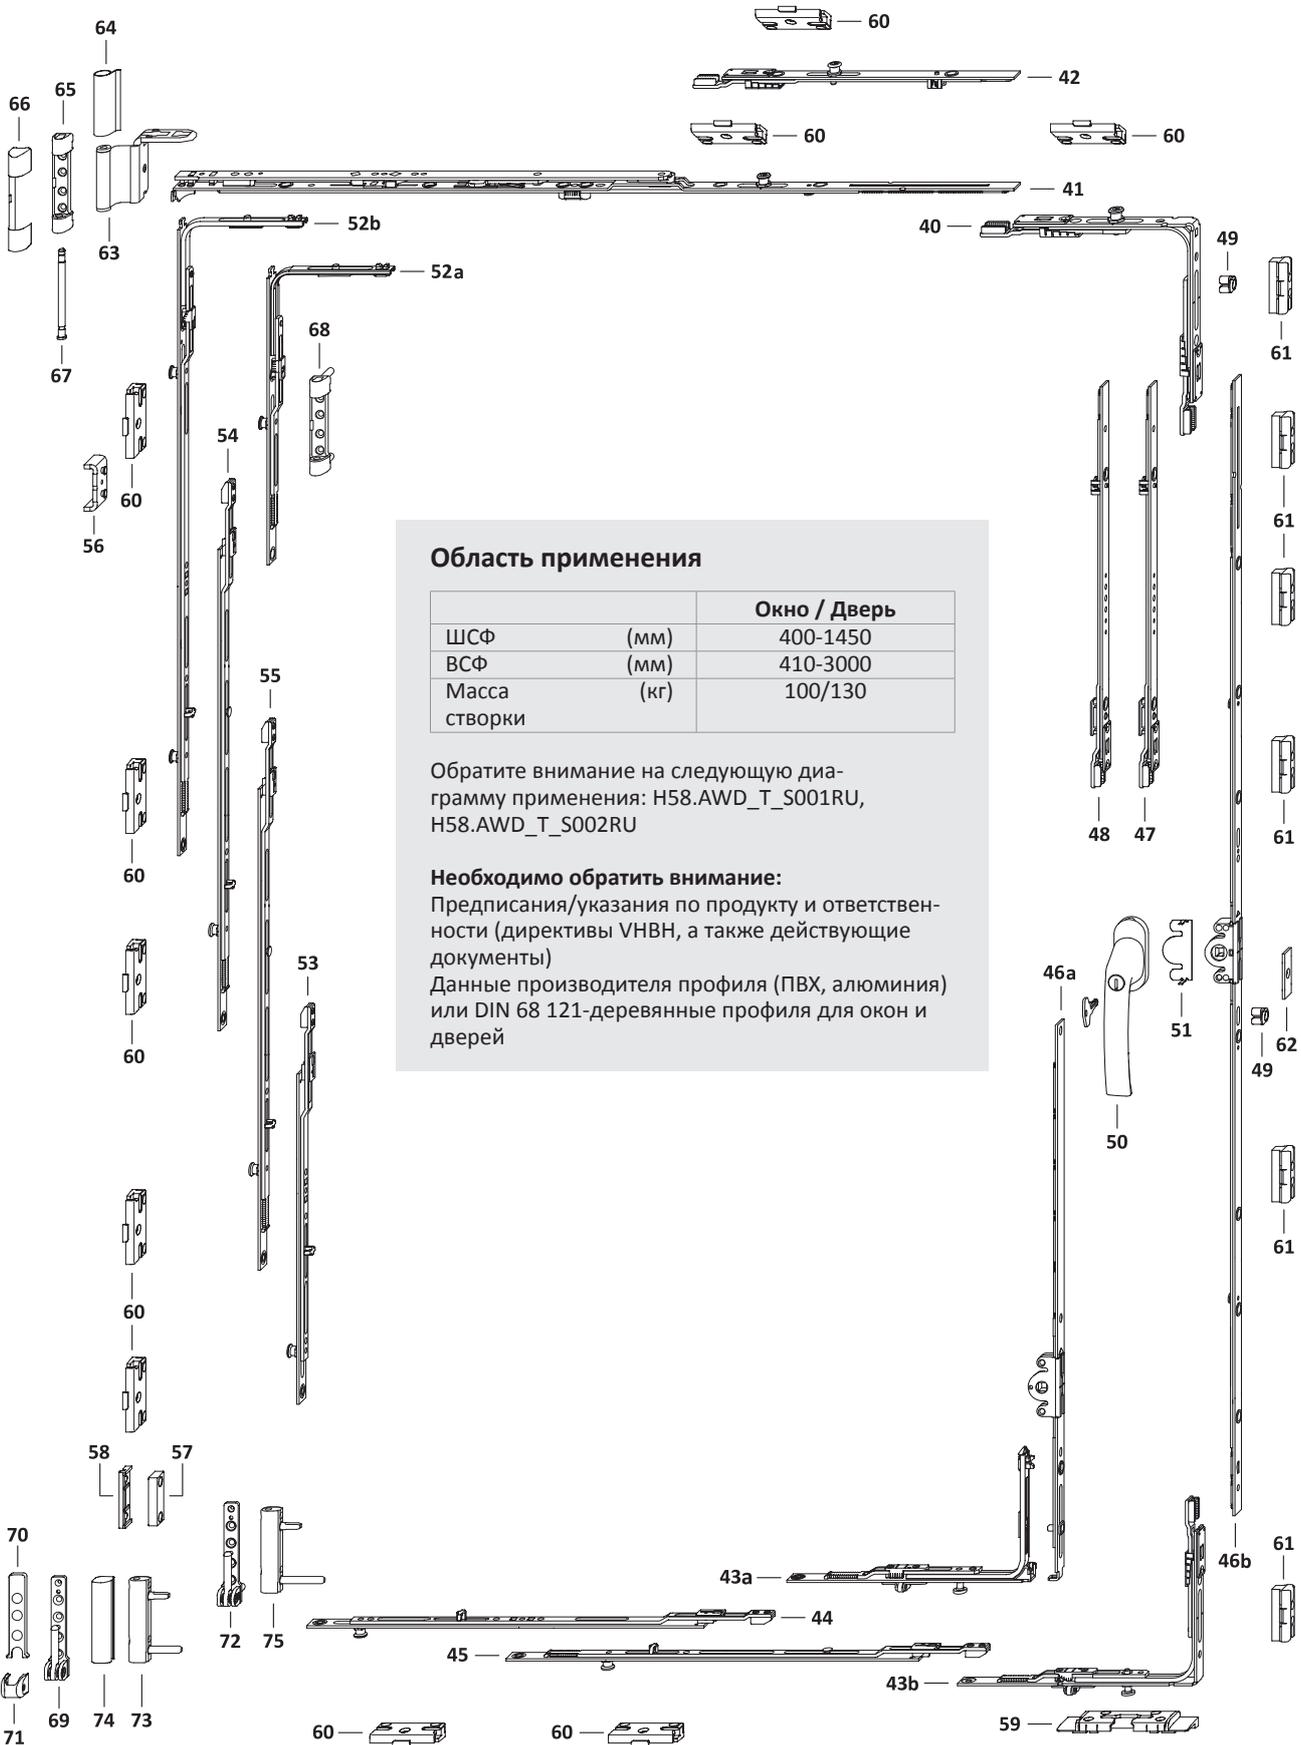 60
64
42
65
66
60
60
41
52b
40
63
49
52a
68
61
67
54
60
61
56
Область применения
Окно / Дверь
ШСФ (мм) 400-1450
ВСФ (мм) 410-3000
Масса (кг) 100/130
створки
Обратите внимание на следующую диа-
грамму применения: H58.AWD_T_S001RU,
H58.AWD_T_S002RU
Необходимо обратить внимание:
Предписания/указания по продукту и ответствен-
ности (директивы VHBH, а также действующие
документы)
Данные производителя профиля (ПВХ, алюминия)
или DIN 68 121-деревянные профиля для окон и
дверей
55
48
47
61
60
53
46a
51
62
60
49
50
61
60
58
57
70
61
46b
43a
44
72
75
45
43b
69
74
73
71
60
60
59